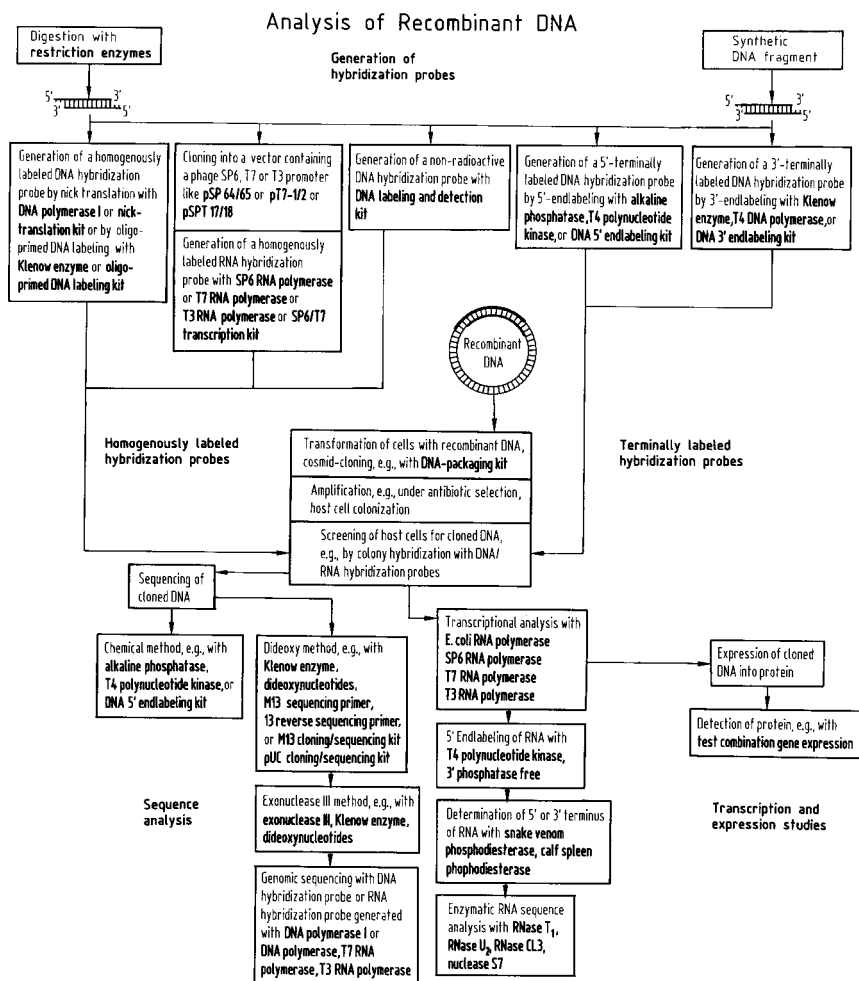 Analysis of Recombinant DNA
Digestion with
restriction enzymes
Generation of
hybridization probes
Synthetic
DNA fragment
5' 3'
3' 5'
5' 3'
3' 5'
Generation of a homogenously
labeled DNA hybridization
probe by nick translation with
DNA polymerase I or nick-
translation kit or by oligo-
primed DNA labeling with
Klenow enzyme or oligo-
primed DNA labeling kit
Cloning into a vector containing
a phage SP6, T7 or T3 promoter
like pSP 64/65 or pT7-1/2 or
pSPT 17/18
Generation of a homogenously
labeled RNA hybridization
probe with SP6 RNA polymerase
or T7 RNA polymerase or
T3 RNA polymerase or SP6/T7
transcription kit
Generation of a non-radioactive
DNA hybridization probe with
DNA labeling and detection
kit
Generation of a 5'-terminally
labeled DNA hybridization probe
by 5'-endlabeling with alkaline
phosphatase, T4 polynucleotide
kinase, or DNA 5' endlabeling kit
Generation of a 3'-terminally
labeled DNA hybridization probe
by 3'-endlabeling with Klenow
enzyme, T4 DNA polymerase, or
DNA 3' endlabeling kit
Recombinant
DNA
Homogenously labeled
hybridization probes
Terminally labeled
hybridization probes
Transformation of cells with recombinant DNA,
cosmid-cloning, e.g., with DNA-packaging kit
Amplification, e.g., under antibiotic selection,
host cell colonization
Screening of host cells for cloned DNA,
e.g., by colony hybridization with DNA/
RNA hybridization probes
Sequencing of
cloned DNA
Chemical method, e.g., with
alkaline phosphatase,
T4 polynucleotide kinase, or
DNA 5' endlabeling kit
Dideoxy method, e.g., with
Klenow enzyme,
dideoxynucleotides,
M13 sequencing primer,
13 reverse sequencing primer,
or M13 cloning/sequencing kit
pUC cloning/sequencing kit
Transcriptional analysis with
E. coli RNA polymerase
SP6 RNA polymerase
T7 RNA polymerase
T3 RNA polymerase
Expression of cloned
DNA into protein
Detection of protein, e.g., with
test combination gene expression
5' Endlabeling of RNA with
T4 polynucleotide kinase,
3' phosphatase free
Sequence
analysis
Exonuclease III method, e.g., with
exonuclease III, Klenow enzyme,
dideoxynucleotides
Determination of 5' or 3' terminus
of RNA with snake venom
phosphodiesterase, calf spleen
phophodiesterase
Transcription and
expression studies
Genomic sequencing with DNA
hybridization probe or RNA
hybridization probe generated
with DNA polymerase I or
DNA polymerase, T7 RNA
polymerase, T3 RNA polymerase
Enzymatic RNA sequence
analysis with RNase T₁,
RNase U₂, RNase CL3,
nuclease S7